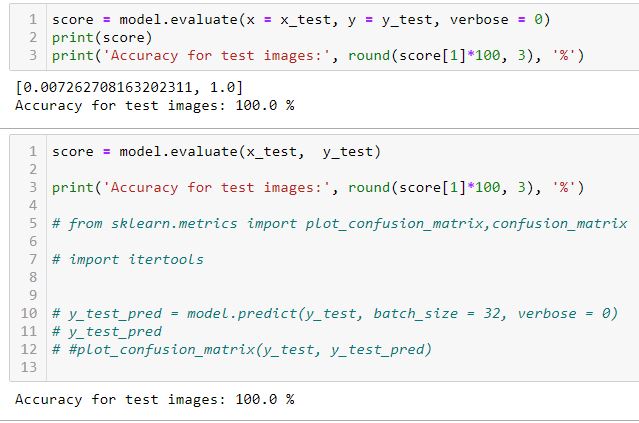 1 score = model.evaluate(x = x_test, y = y_test, verbose = 0)
2 print(score)
3 print('Accuracy for test images:', round(score[1]*100, 3), '%')
[0.007262708163202311, 1.0]
Accuracy for test images: 100.0 %
1 score = model.evaluate(x_test,  y_test)
2
3 print('Accuracy for test images:', round(score[1]*100, 3), '%')
4
5 # from sklearn.metrics import plot_confusion_matrix,confusion_matrix
6
7 # import itertools
8
9
10 # y_test_pred = model.predict(y_test, batch_size = 32, verbose = 0)
11 # y_test_pred
12 # #plot_confusion_matrix(y_test, y_test_pred)
13
Accuracy for test images: 100.0 %